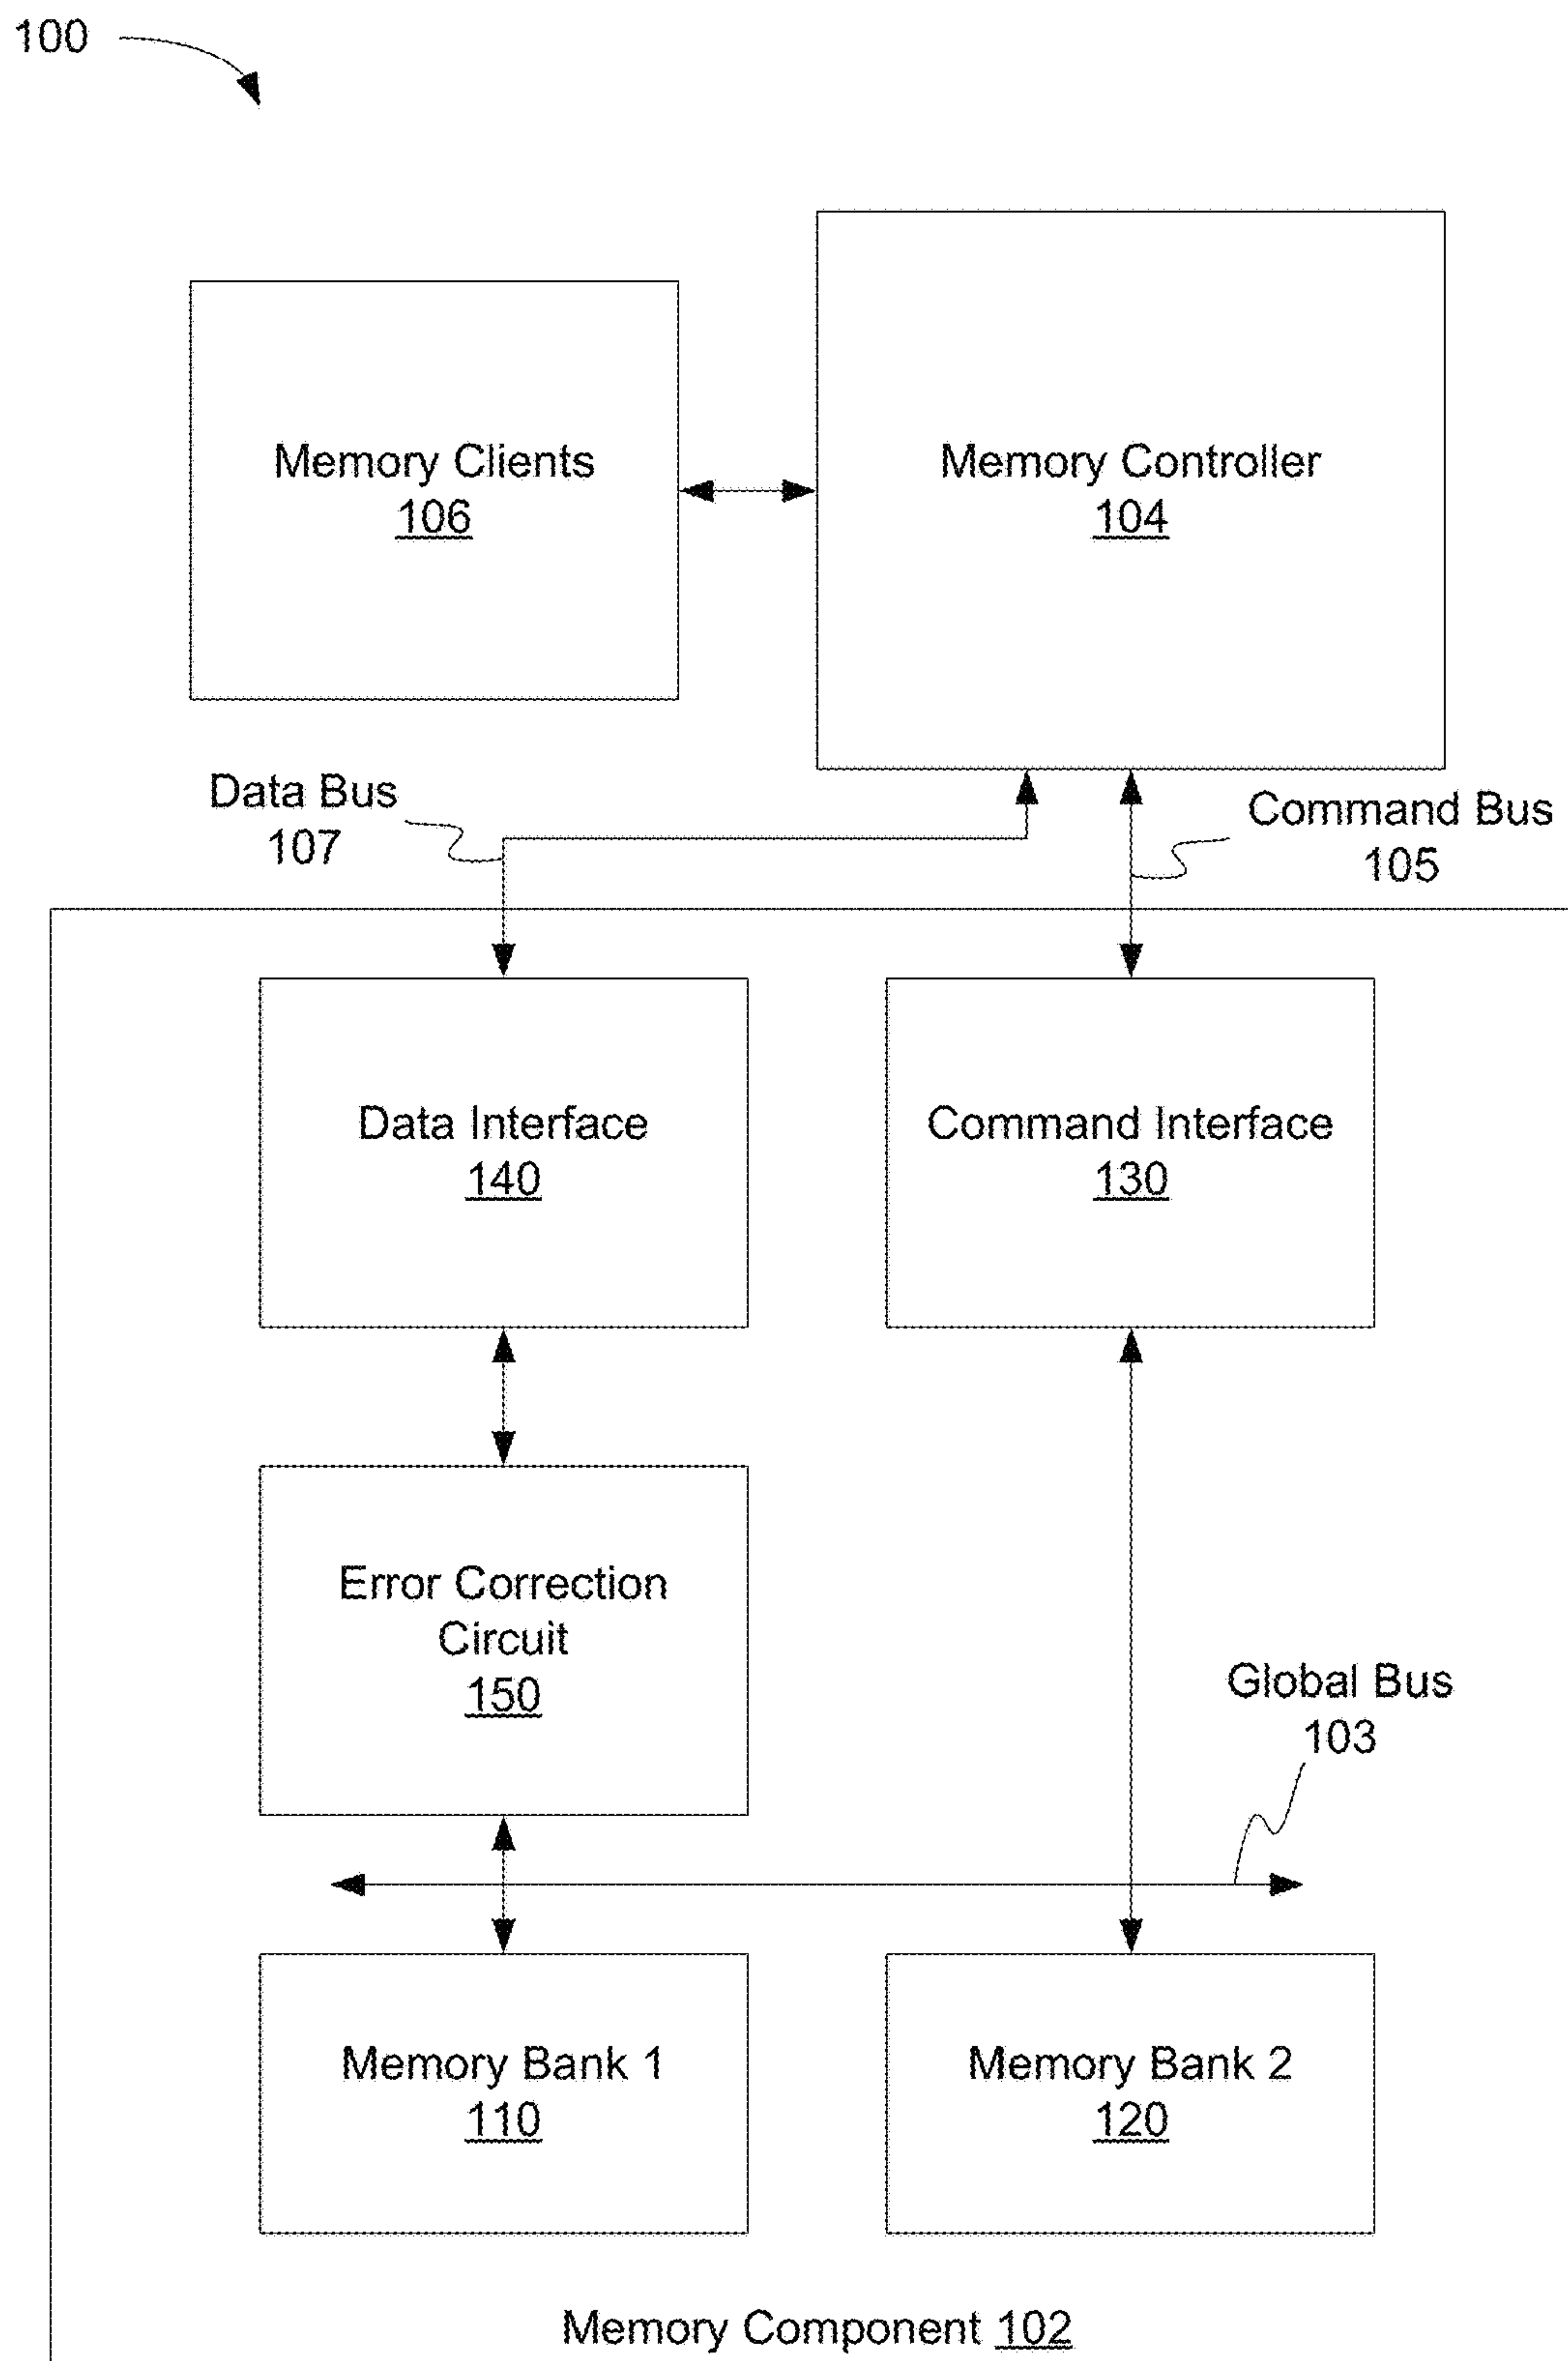 100
Memory Clients
106
Memory Controller
104
Data Bus
107
Command Bus
105
Data Interface
140
Command Interface
130
Error Correction
Circuit
150
Global Bus
103
Memory Bank 1
110
Memory Bank 2
120
Memory Component 102